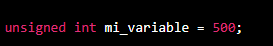 unsigned int mi_variable = 500;